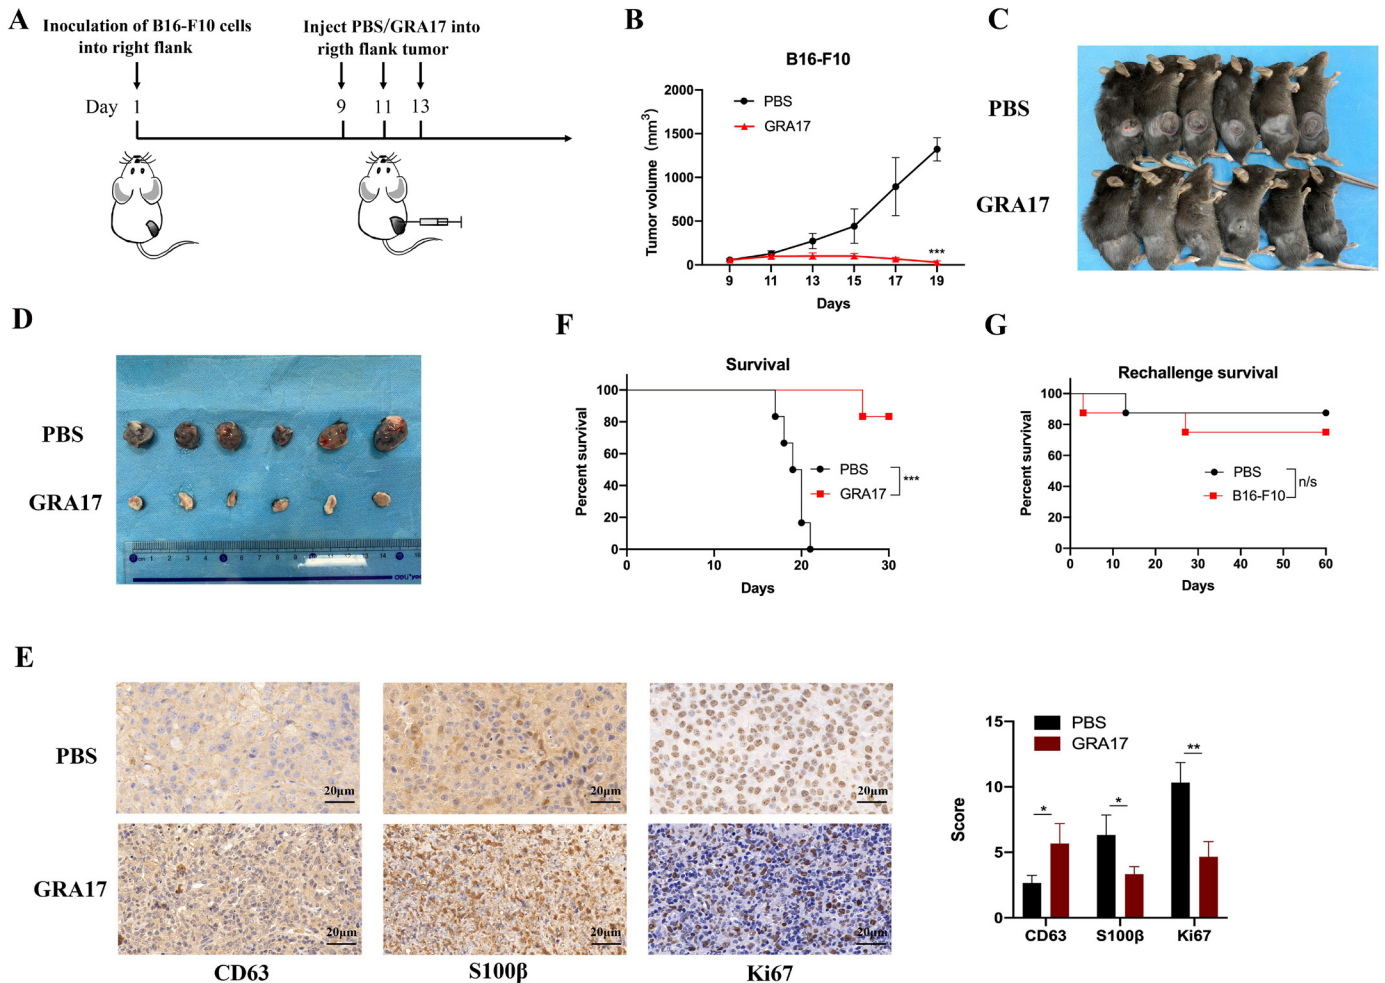 A
Inoculation of B16-F10 cells
into right flank
Inject PBS/GRA17 into
rigth flank tumor
Day 1 9 11 13
B
B16-F10
PBS
GRA17
Tumor volume (mm³)
2000
1500
1000
500
0
9 11 13 15 17 19
***
Days
C
PBS
GRA17
D
PBS
GRA17
F
Survival
Percent survival
100
80
60
40
20
0
0 10 20 30
Days
PBS
GRA17
***
G
Rechallenge survival
Percent survival
100
80
60
40
20
0
0 10 20 30 40 50 60
Days
PBS
B16-F10
n/s
E
PBS
20μm
20μm
20μm
GRA17
20μm
20μm
20μm
CD63
S100β
Ki67
PBS
GRA17
Score
15
10
5
0
*
*
**
CD63 S100β Ki67